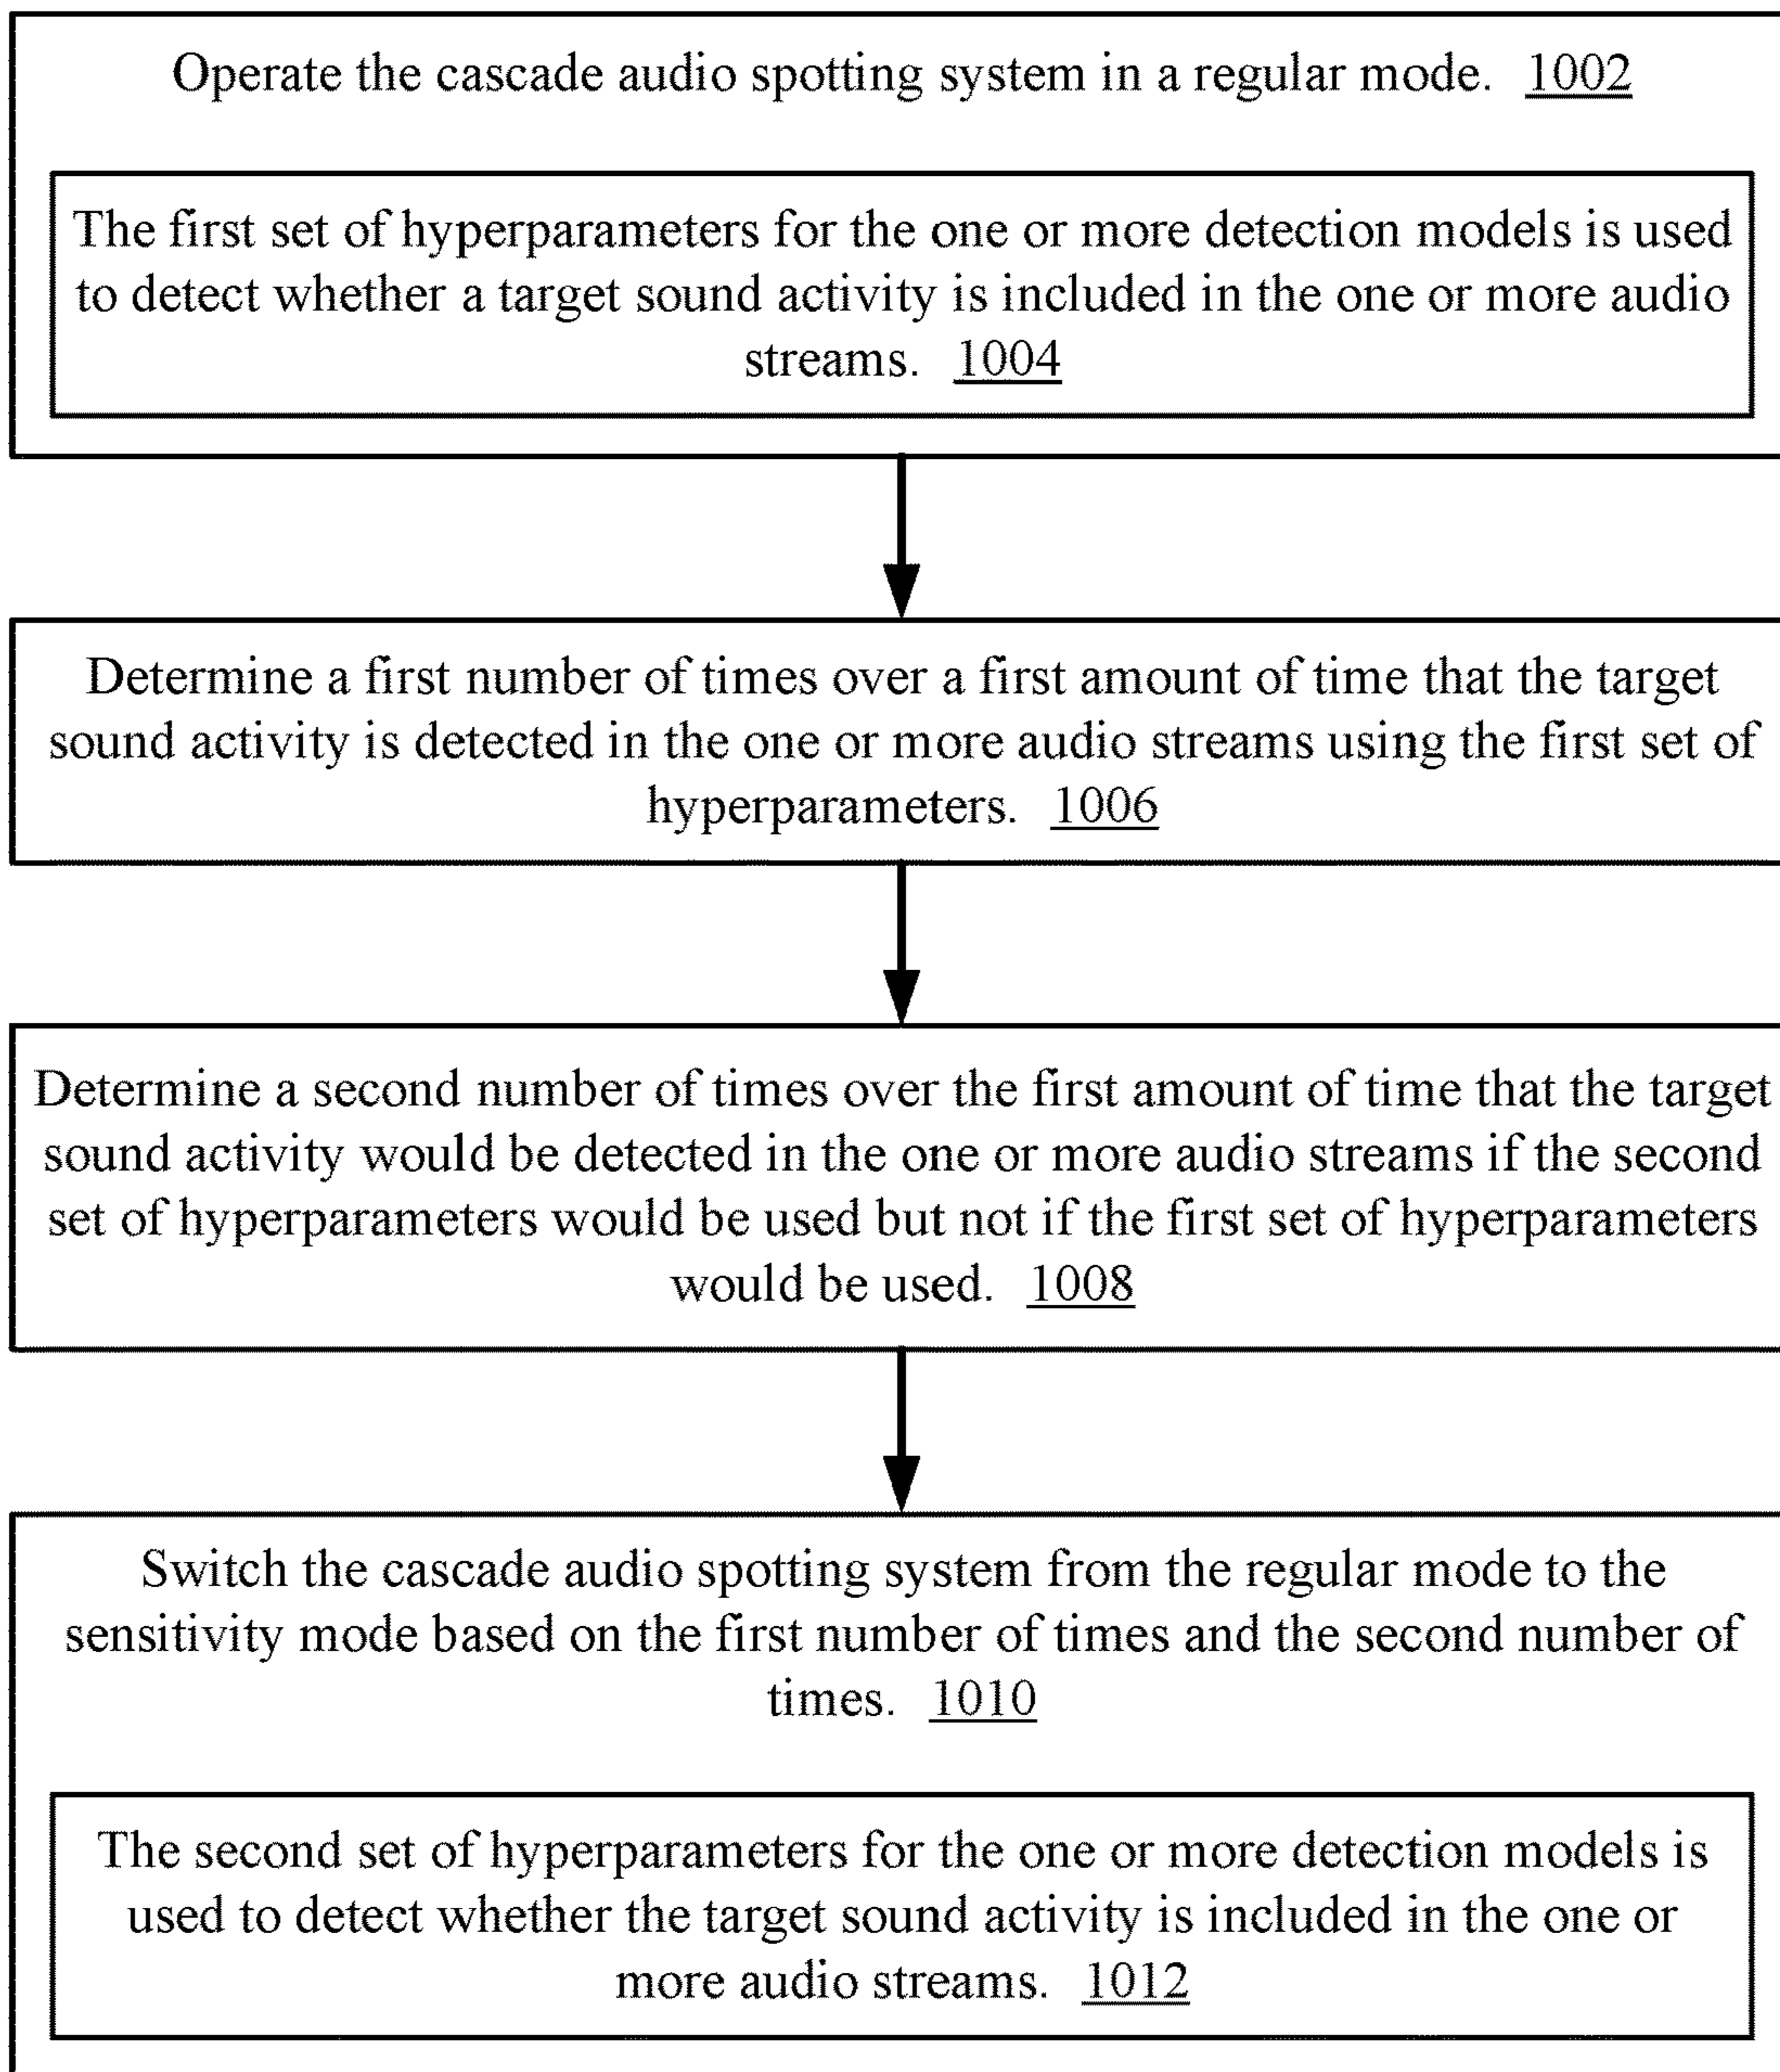 Operate the cascade audio spotting system in a regular mode. 1002
The first set of hyperparameters for the one or more detection models is used
to detect whether a target sound activity is included in the one or more audio
streams. 1004
Determine a first number of times over a first amount of time that the target
sound activity is detected in the one or more audio streams using the first set of
hyperparameters. 1006
Determine a second number of times over the first amount of time that the target
sound activity would be detected in the one or more audio streams if the second
set of hyperparameters would be used but not if the first set of hyperparameters
would be used. 1008
Switch the cascade audio spotting system from the regular mode to the
sensitivity mode based on the first number of times and the second number of
times. 1010
The second set of hyperparameters for the one or more detection models is
used to detect whether the target sound activity is included in the one or
more audio streams. 1012